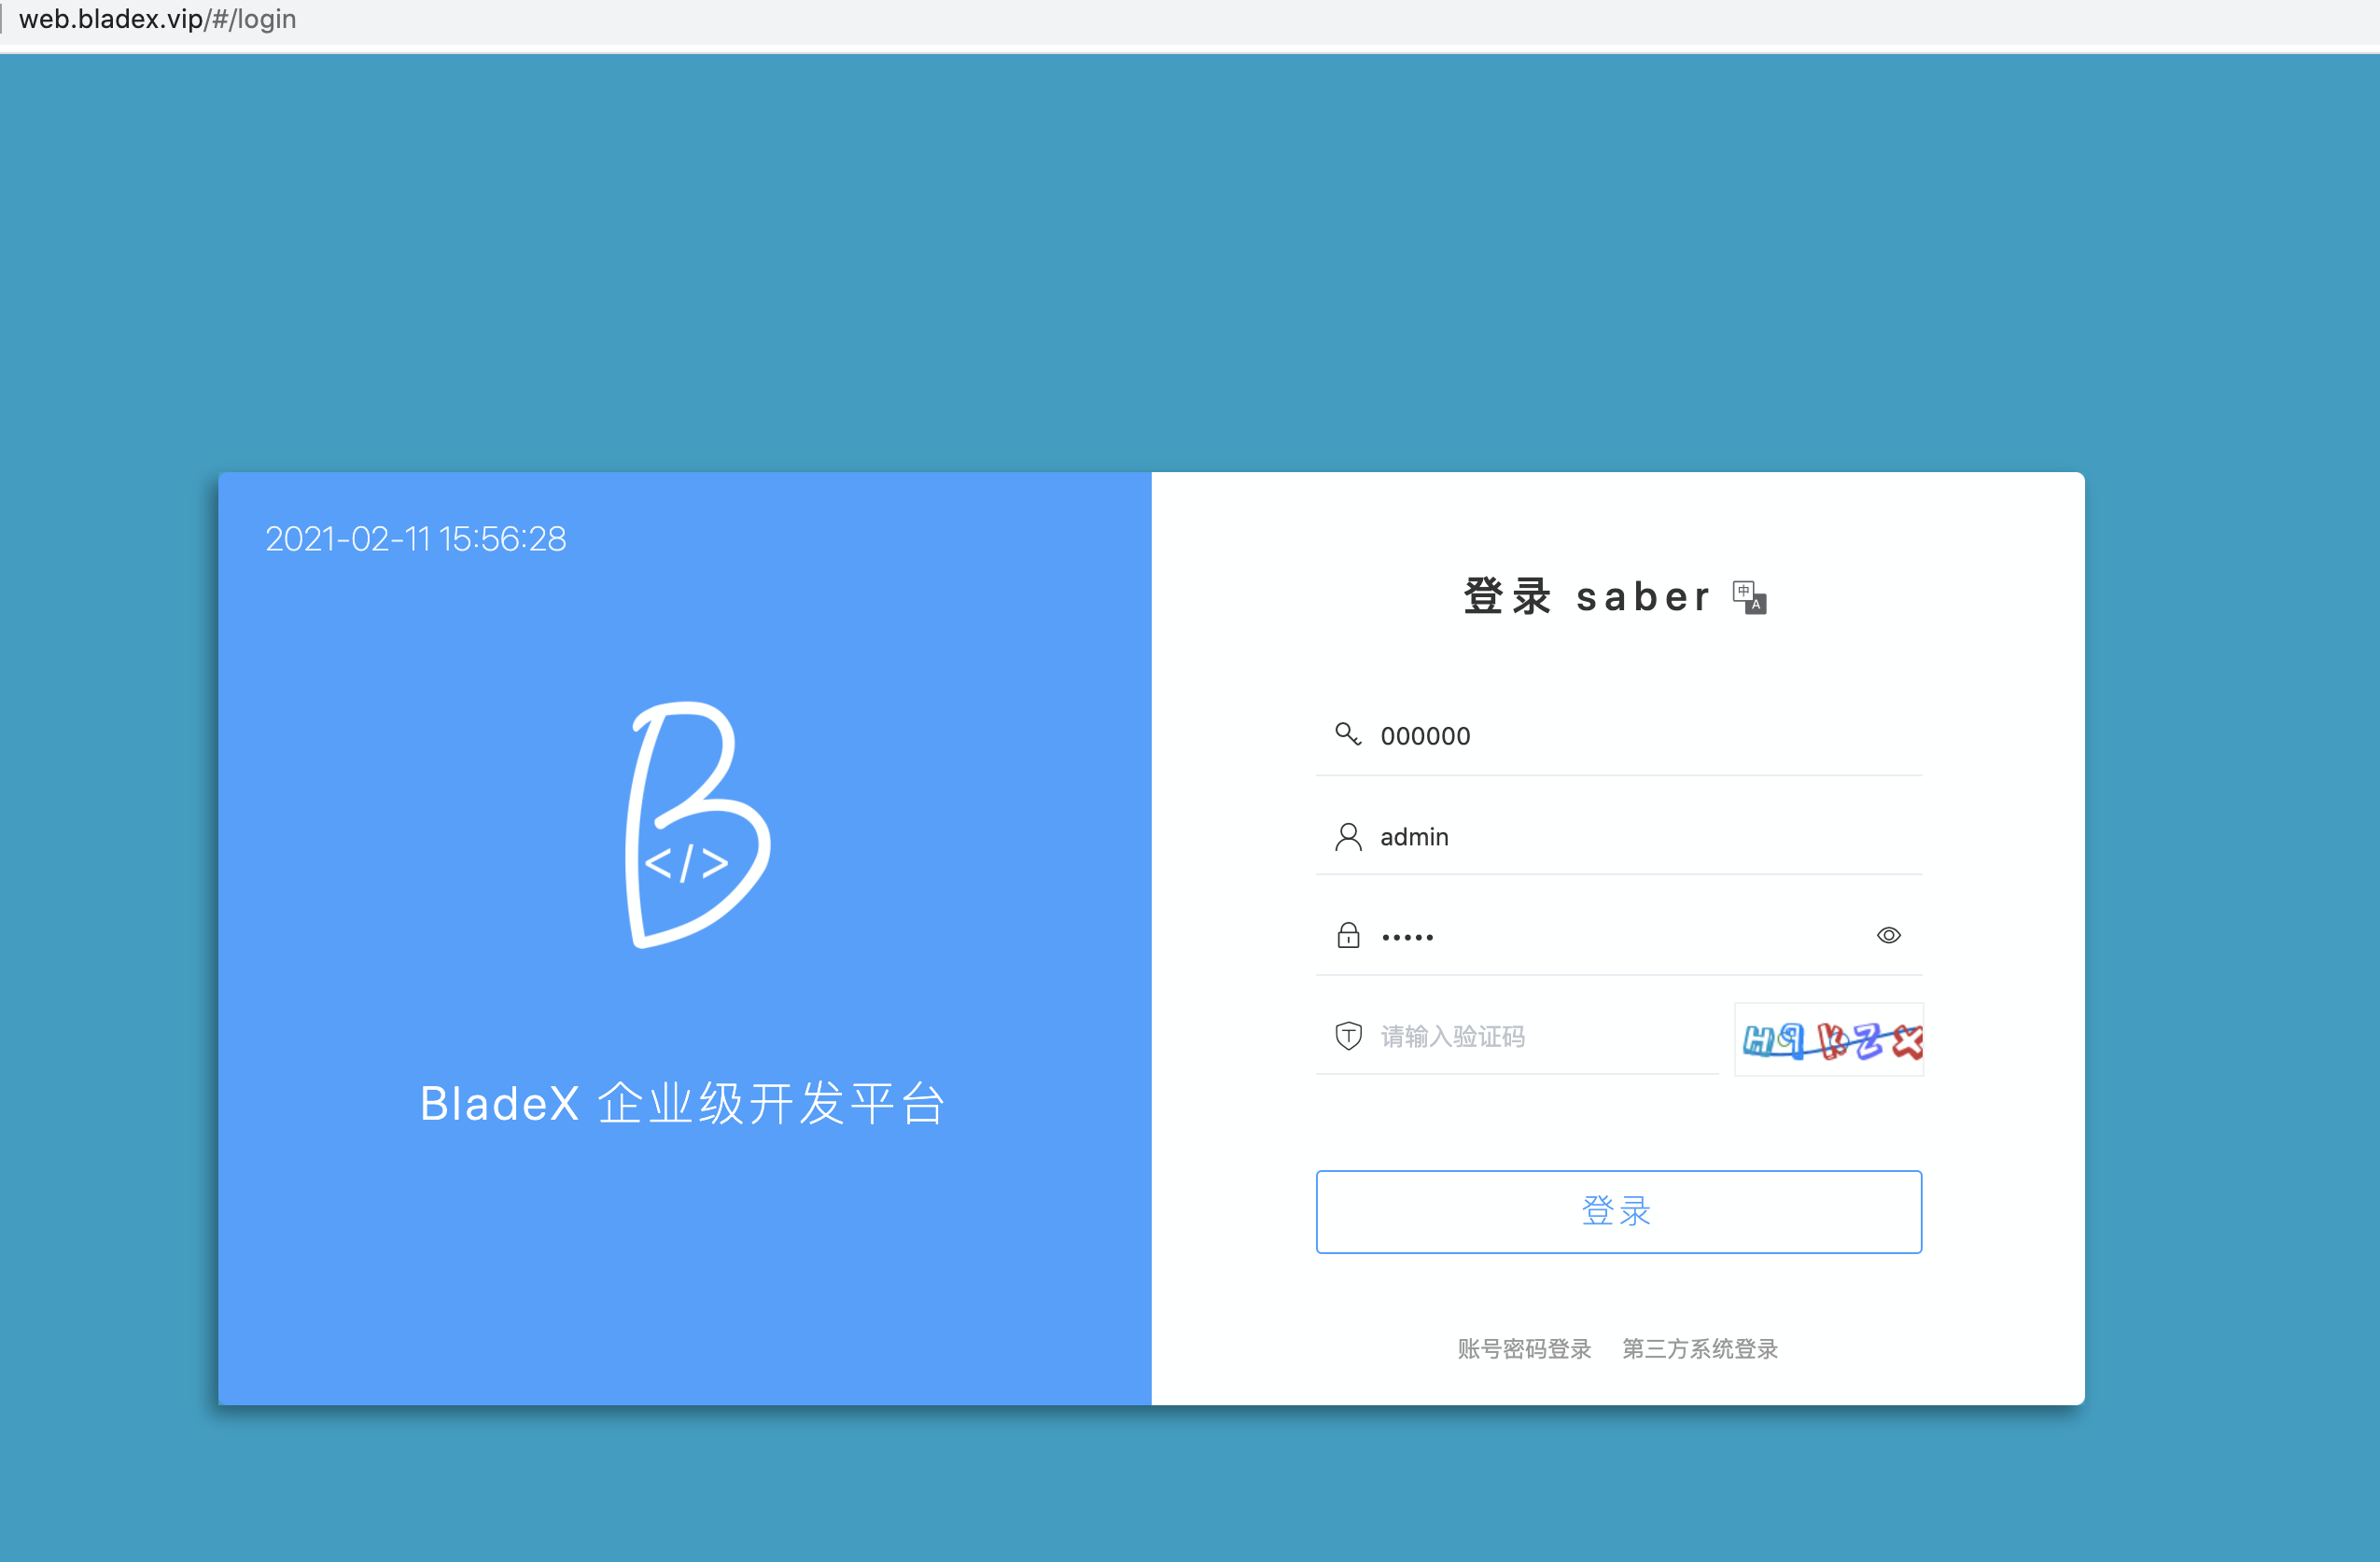 web.bladex.vip/#/login
2021-02-11 15:56:28
</>
BladeX 企业级开发平台
登录 saber
中
A
000000
admin
•••••
请输入验证码
HqkZx
登录
账号密码登录 第三方系统登录